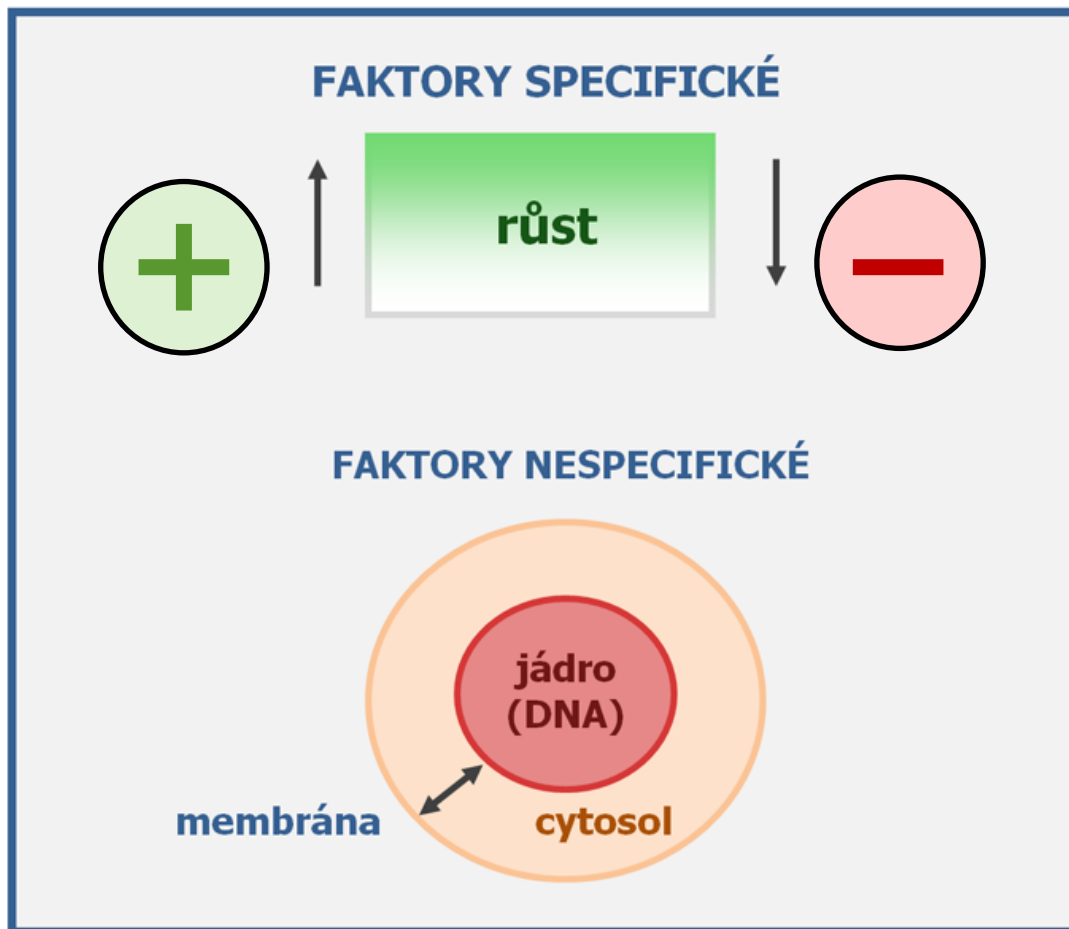 FAKTORY SPECIFICKÉ
růst
FAKTORY NESPECIFICKÉ
jádro
(DNA)
membrána
cytosol